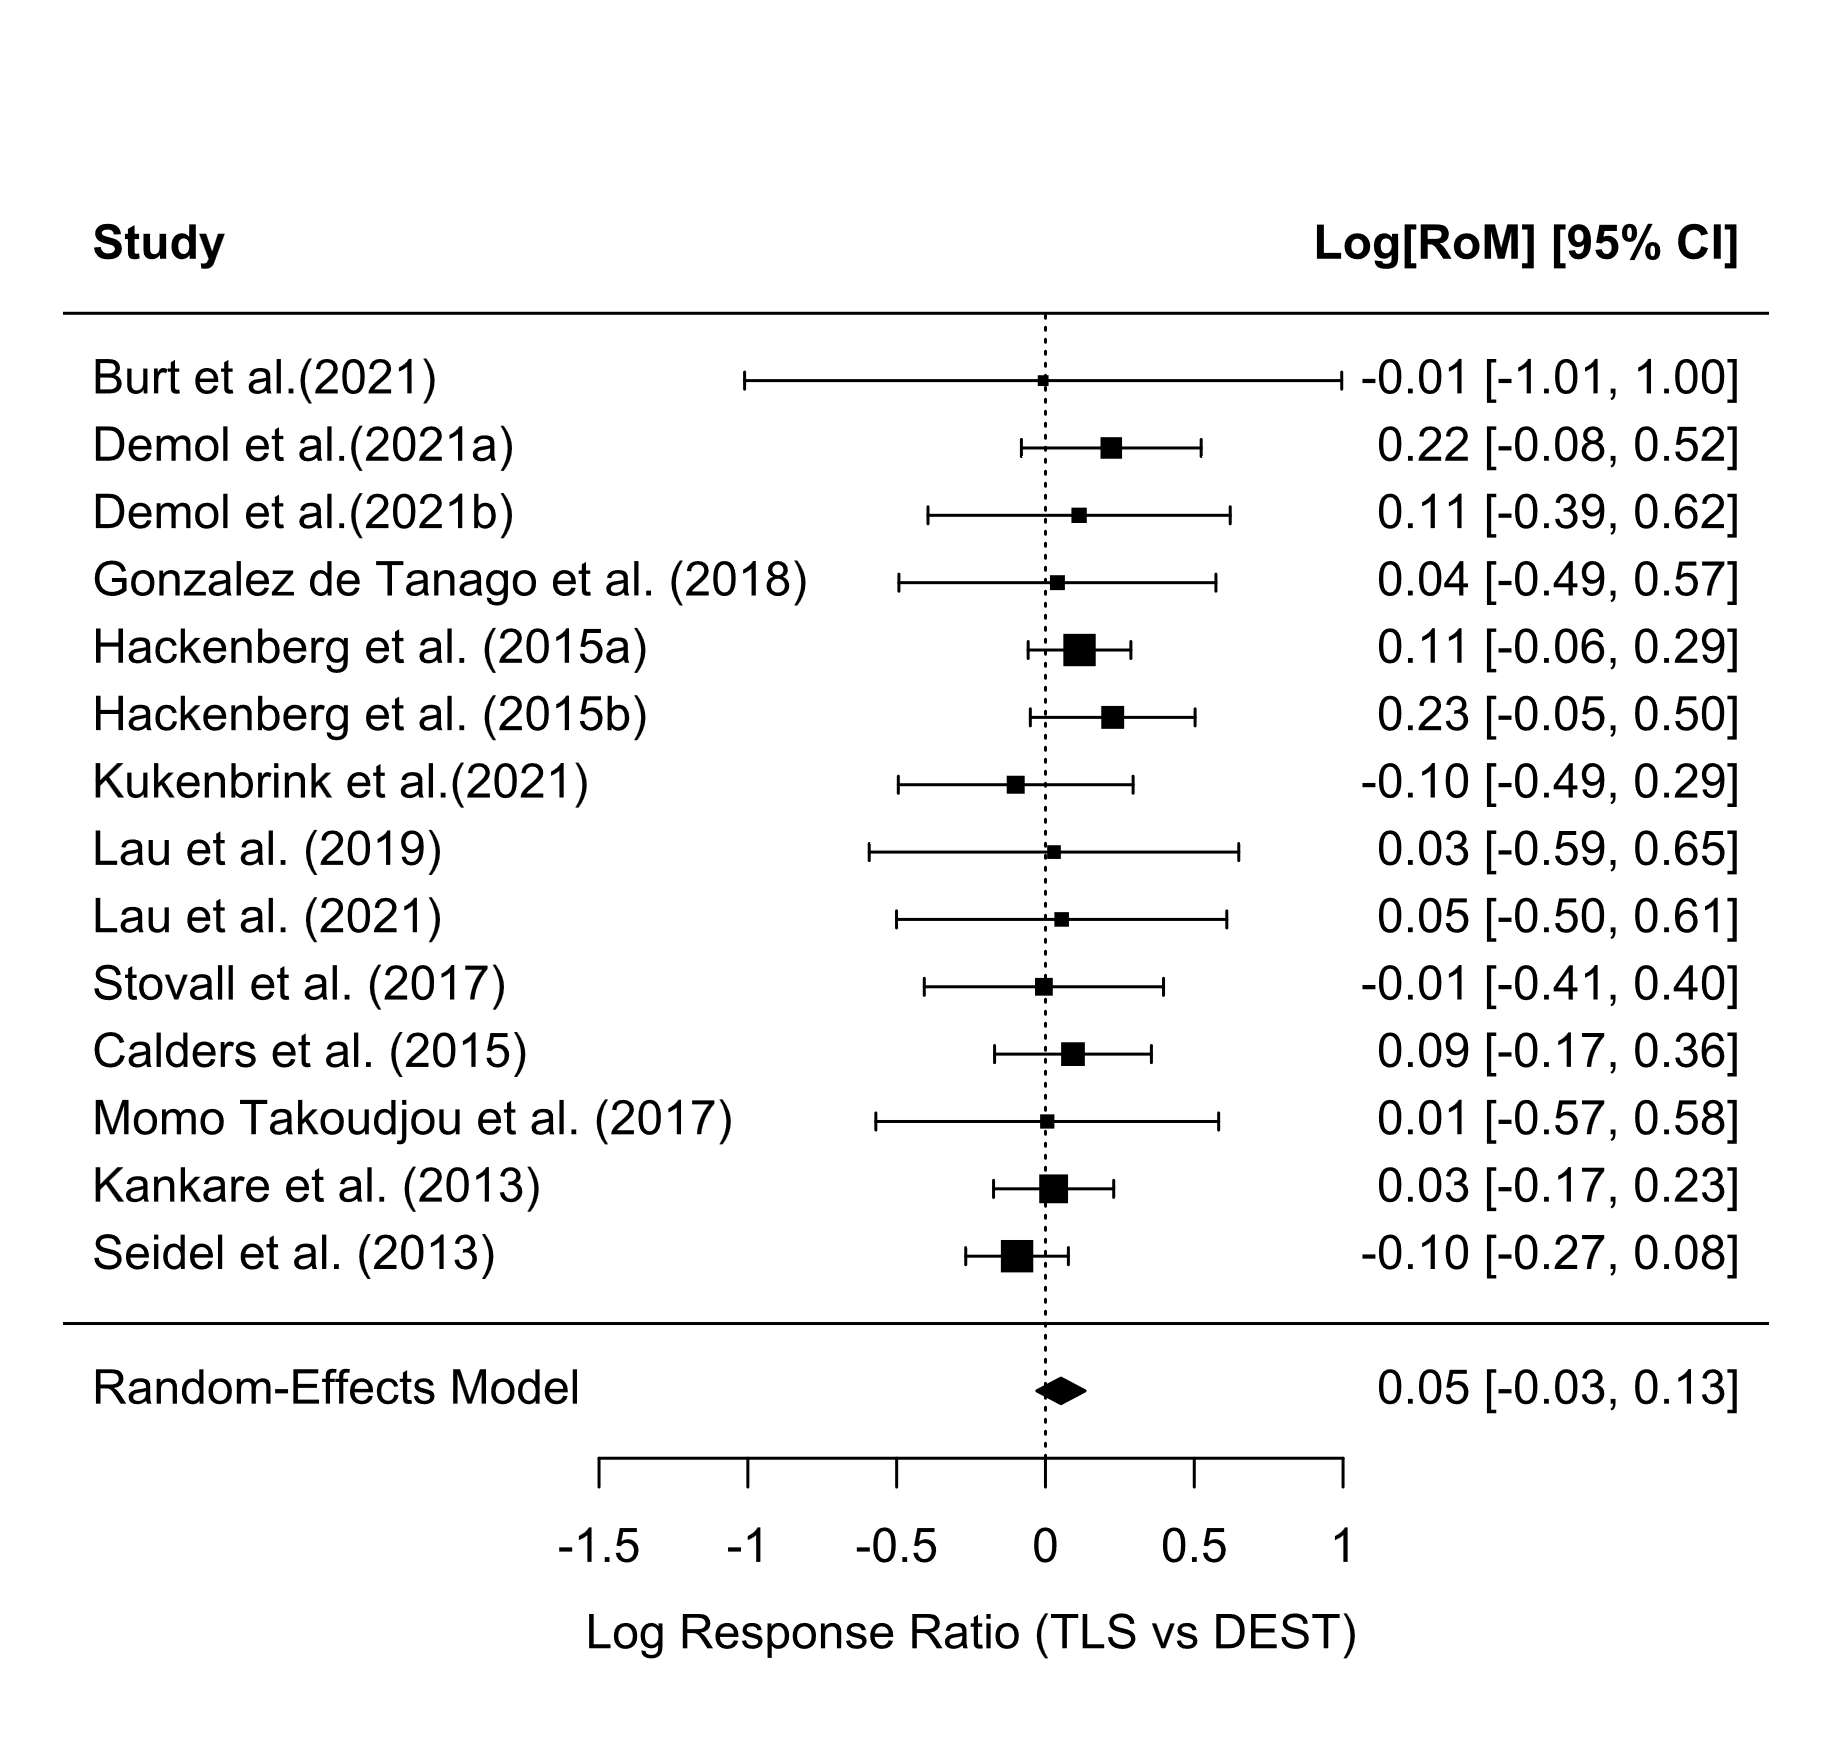 Study Log[RoM] [95% CI]
Burt et al.(2021) -0.01 [-1.01, 1.00]
Demol et al.(2021a) 0.22 [-0.08, 0.52]
Demol et al.(2021b) 0.11 [-0.39, 0.62]
Gonzalez de Tanago et al. (2018) 0.04 [-0.49, 0.57]
Hackenberg et al. (2015a) 0.11 [-0.06, 0.29]
Hackenberg et al. (2015b) 0.23 [-0.05, 0.50]
Kukenbrink et al.(2021) -0.10 [-0.49, 0.29]
Lau et al. (2019) 0.03 [-0.59, 0.65]
Lau et al. (2021) 0.05 [-0.50, 0.61]
Stovall et al. (2017) -0.01 [-0.41, 0.40]
Calders et al. (2015) 0.09 [-0.17, 0.36]
Momo Takoudjou et al. (2017) 0.01 [-0.57, 0.58]
Kankare et al. (2013) 0.03 [-0.17, 0.23]
Seidel et al. (2013) -0.10 [-0.27, 0.08]
Random-Effects Model 0.05 [-0.03, 0.13]
-1.5 -1 -0.5 0 0.5 1
Log Response Ratio (TLS vs DEST)